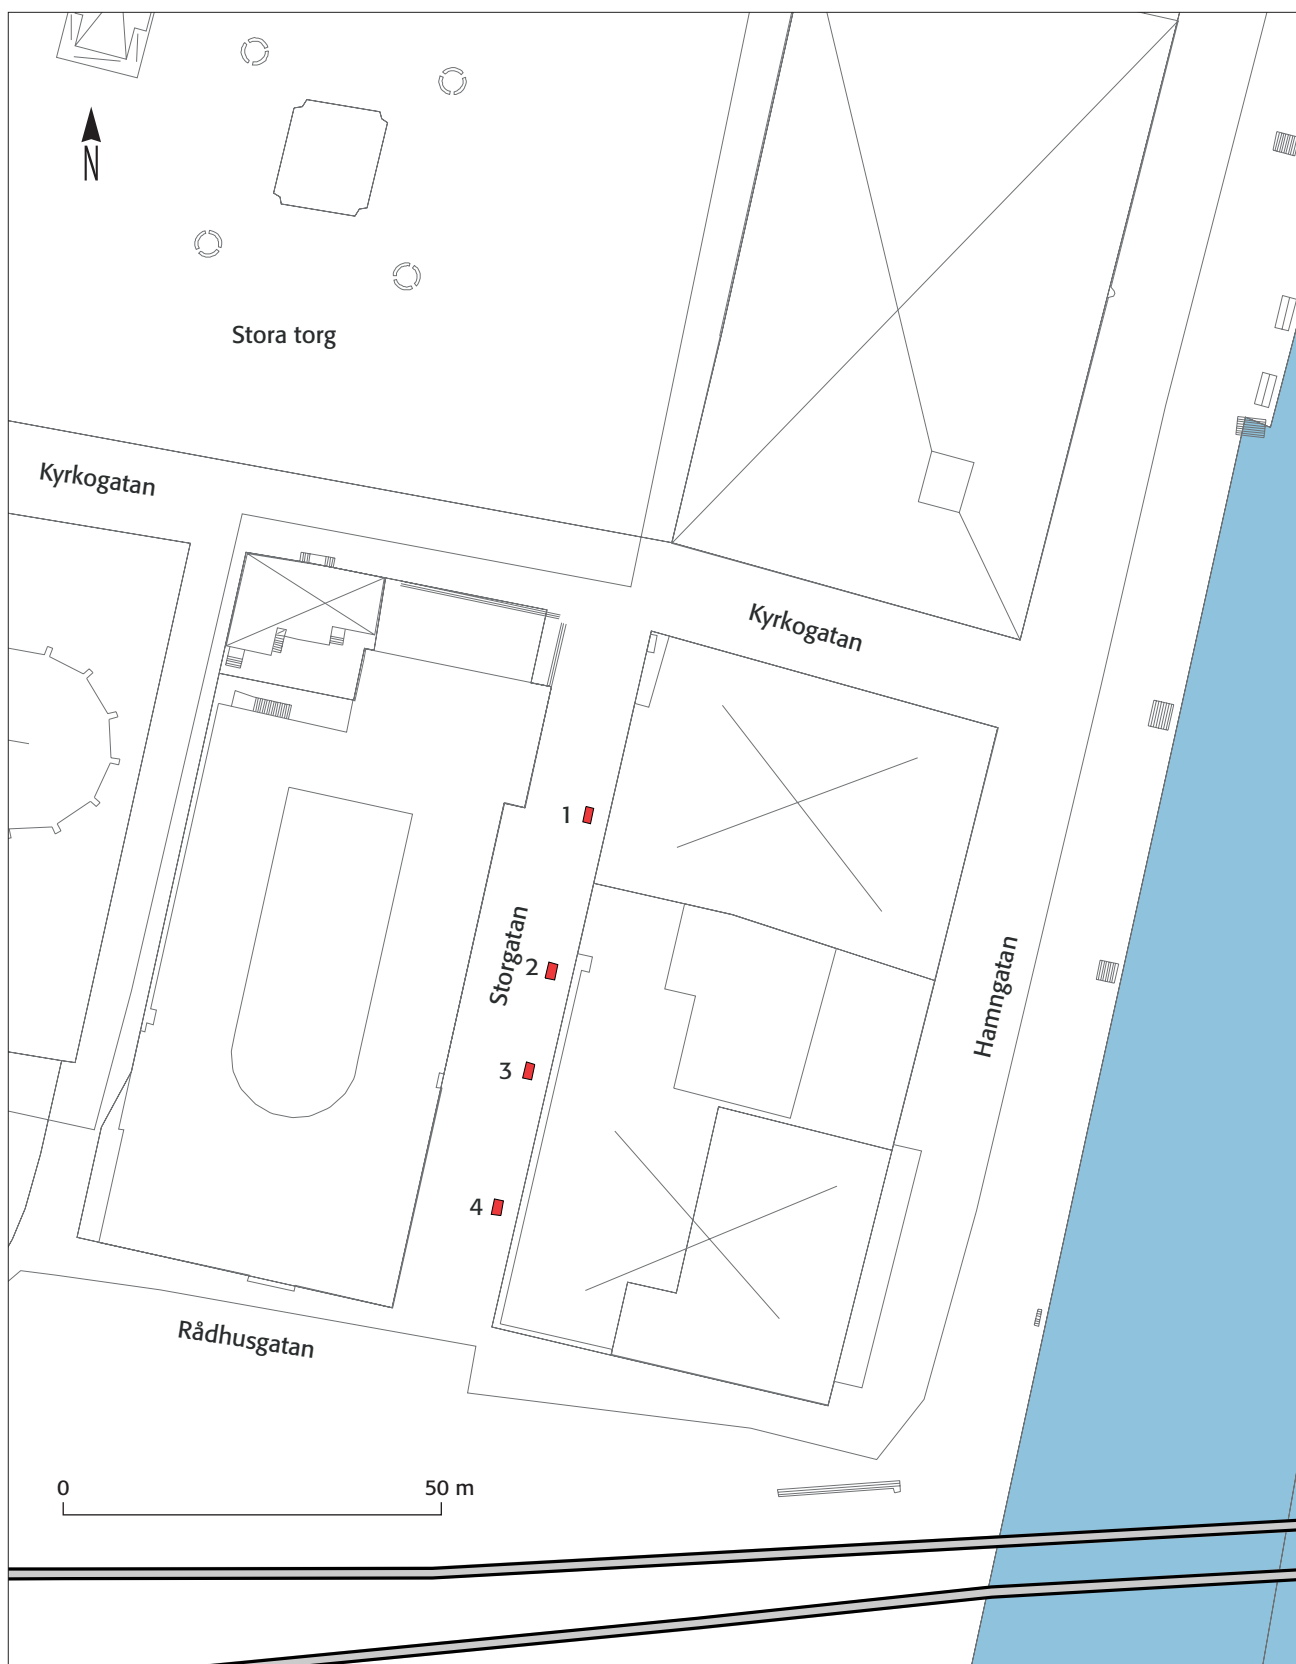 N
Stora torg
Kyrkogatan
Kyrkogatan
1
Storgatan
2
Hamngatan
3
4
Rådhusgatan
0 50 m